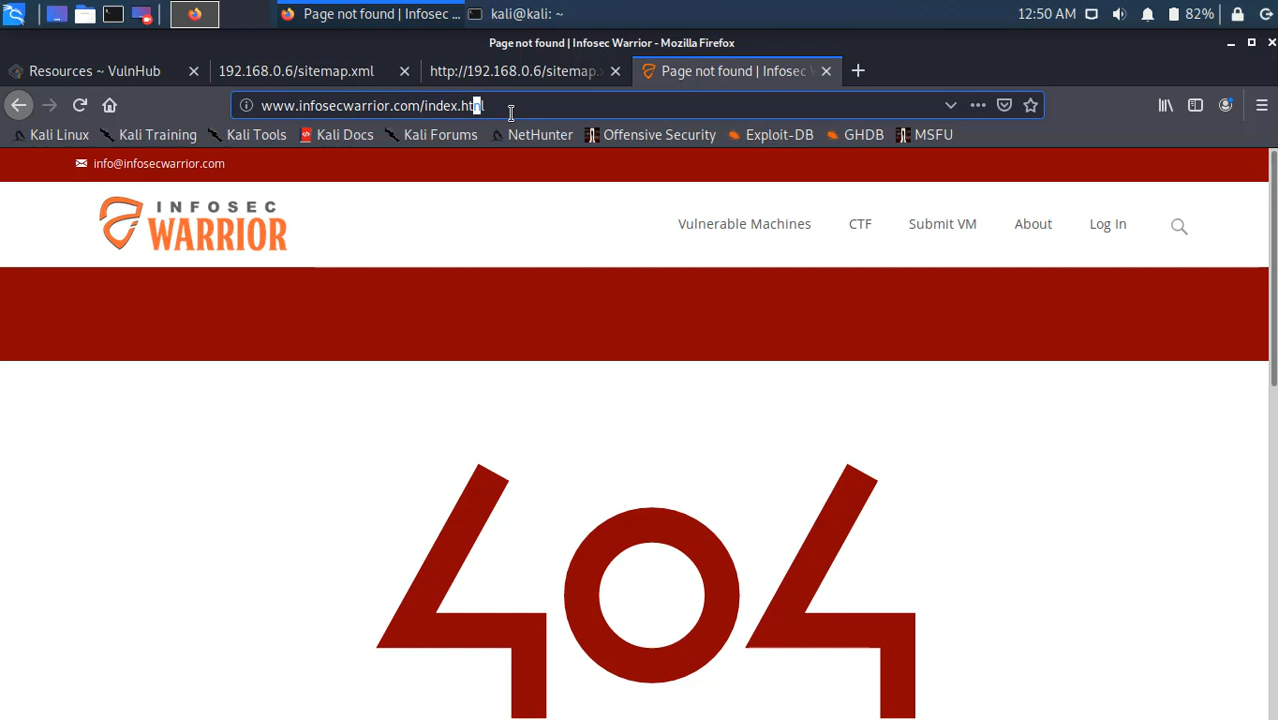 Page not found | Infosec ...
kali@kali: ~
12:50 AM
82%
Page not found | Infosec Warrior - Mozilla Firefox
Resources ~ VulnHub
192.168.0.6/sitemap.xml
http://192.168.0.6/sitemap.
Page not found | Infosec
www.infosecwarrior.com/index.html
Kali Linux
Kali Training
Kali Tools
Kali Docs
Kali Forums
NetHunter
Offensive Security
Exploit-DB
GHDB
MSFU
info@infosecwarrior.com
INFOSEC
WARRIOR
Vulnerable Machines
CTF
Submit VM
About
Log In
404